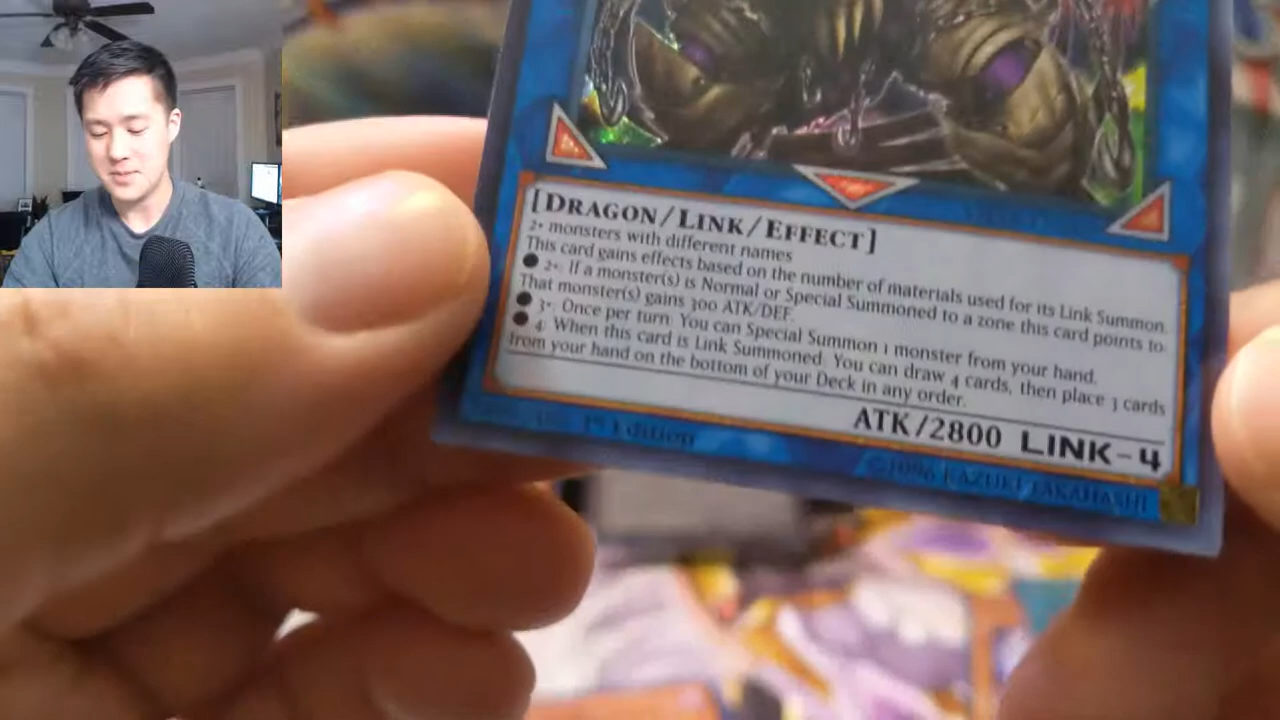 [DRAGON/LINK/EFFECT]
2+ monsters with different names
This card gains effects based on the number of materials used for its Link Summon.
● 2+: If a monster(s) is Normal or Special Summoned to a zone this card points to:
That monster(s) gains 300 ATK/DEF.
● 3+: Once per turn: You can Special Summon 1 monster from your hand.
● 4: When this card is Link Summoned: You can draw 4 cards, then place 3 cards
from your hand on the bottom of your Deck in any order.
ATK/2800 LINK-4
1st Edition ©1996 KAZUKI TAKAHASHI